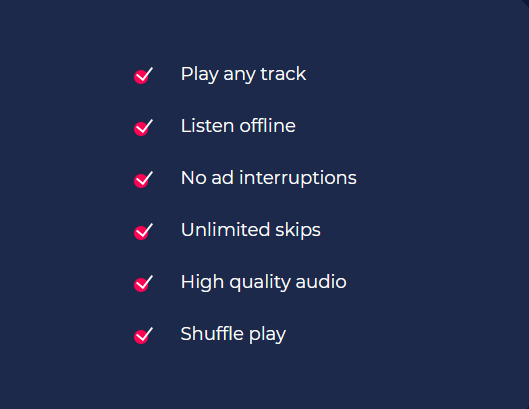 Play any track
Listen offline
No ad interruptions
Unlimited skips
High quality audio
Shuffle play